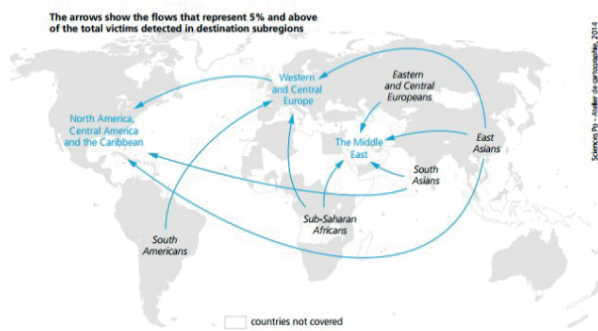 The arrows show the flows that represent 5% and above
of the total victims detected in destination subregions
Western
and Central
Europe
Eastern
and Central
Europeans
North America,
Central America
and the Caribbean
The Middle
East
East
Asians
South
Asians
Sub-Saharan
Africans
South
Americans
countries not covered
Sciences Po - Atelier de cartographie, 2014